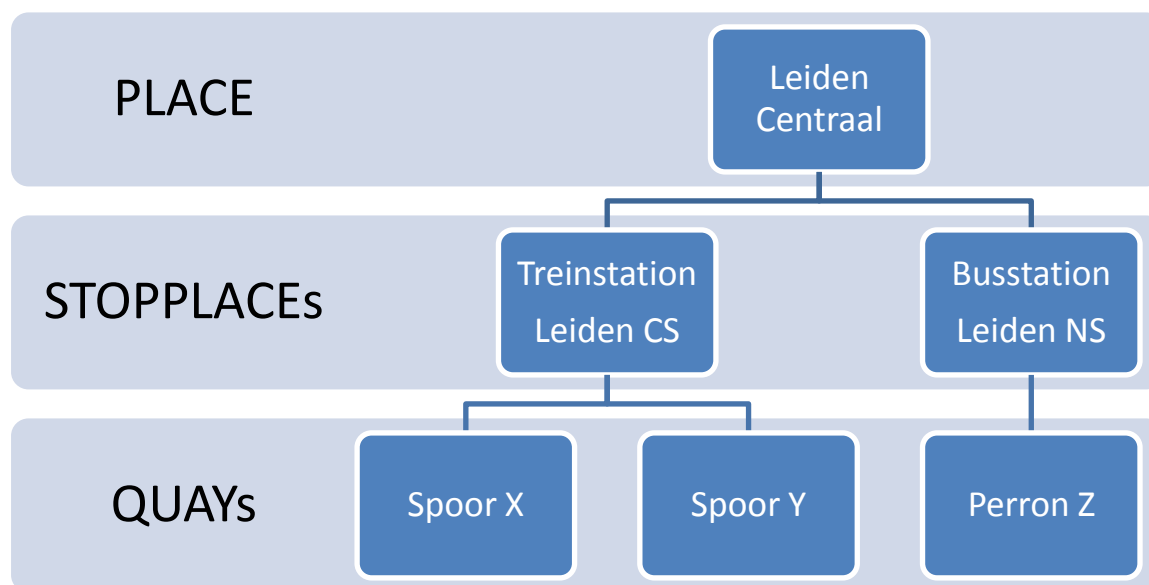 PLACE
Leiden
Centraal
STOPPLACEs
Treinstation
Leiden CS
Busstation
Leiden NS
QUAYs
Spoor X
Spoor Y
Perron Z